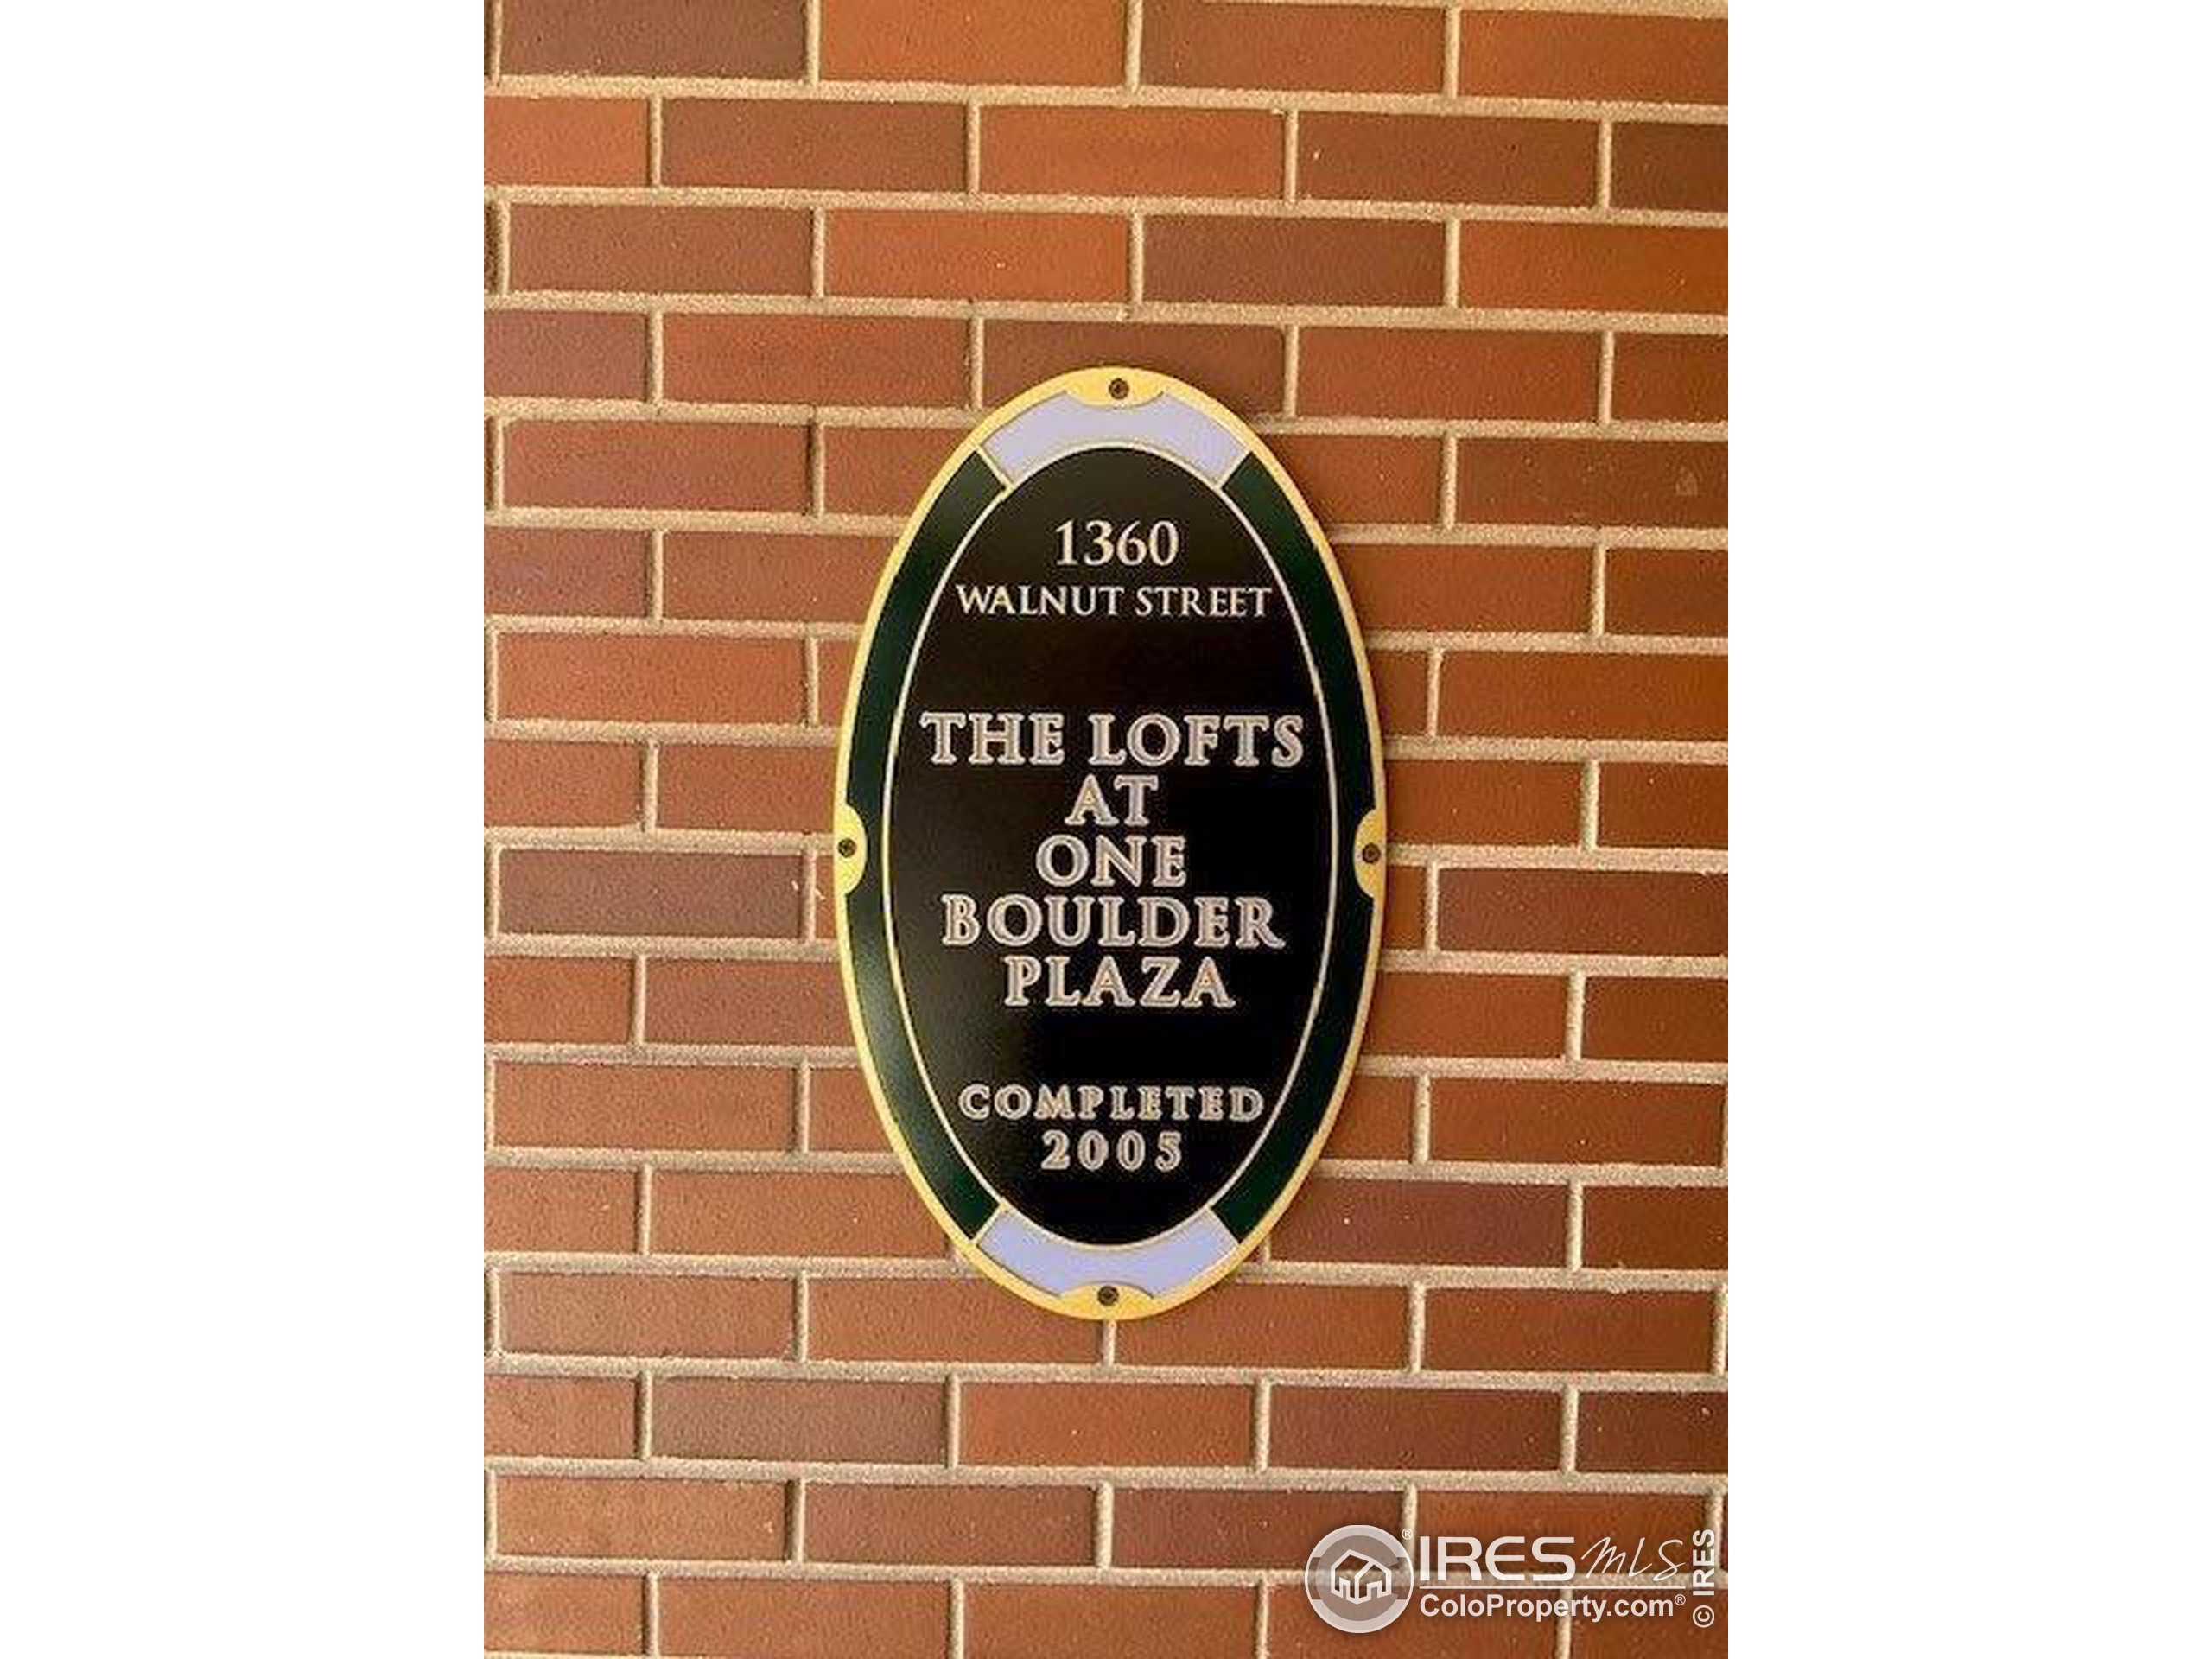 1360
WALNUT STREET
THE LOFTS
AT
ONE
BOULDER
PLAZA
COMPLETED
2005
® IRES MLS
ColoProperty.com®
© IRES